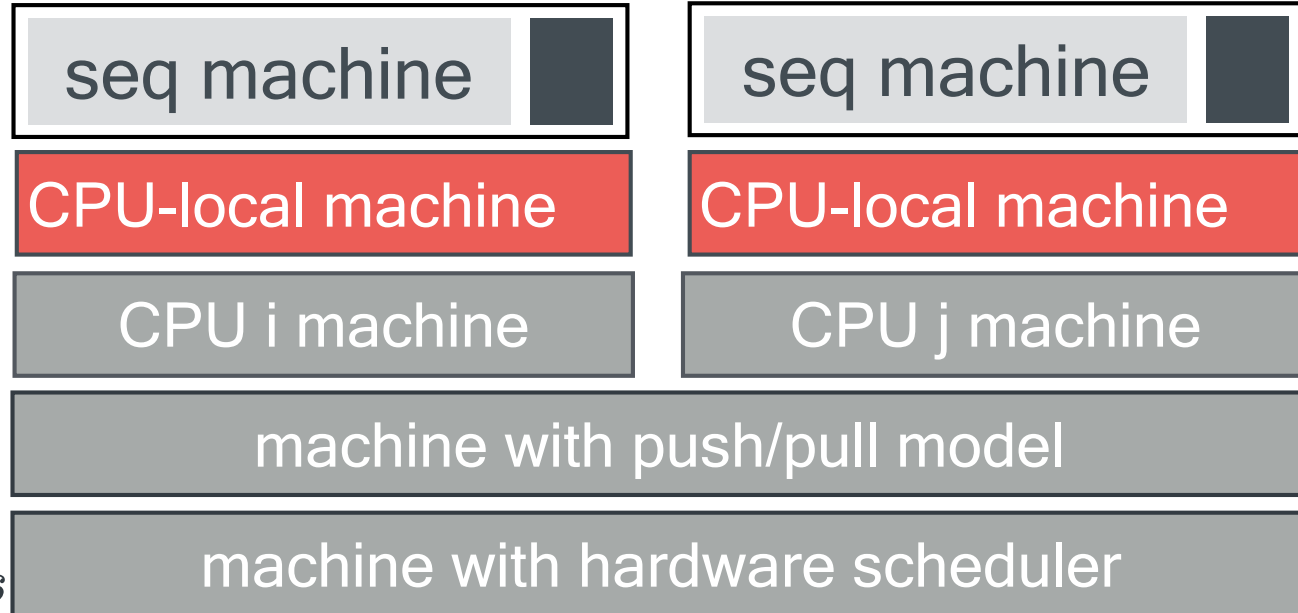 seq machine seq machine
CPU-local machine CPU-local machine
CPU i machine CPU j machine
machine with push/pull model
machine with hardware scheduler